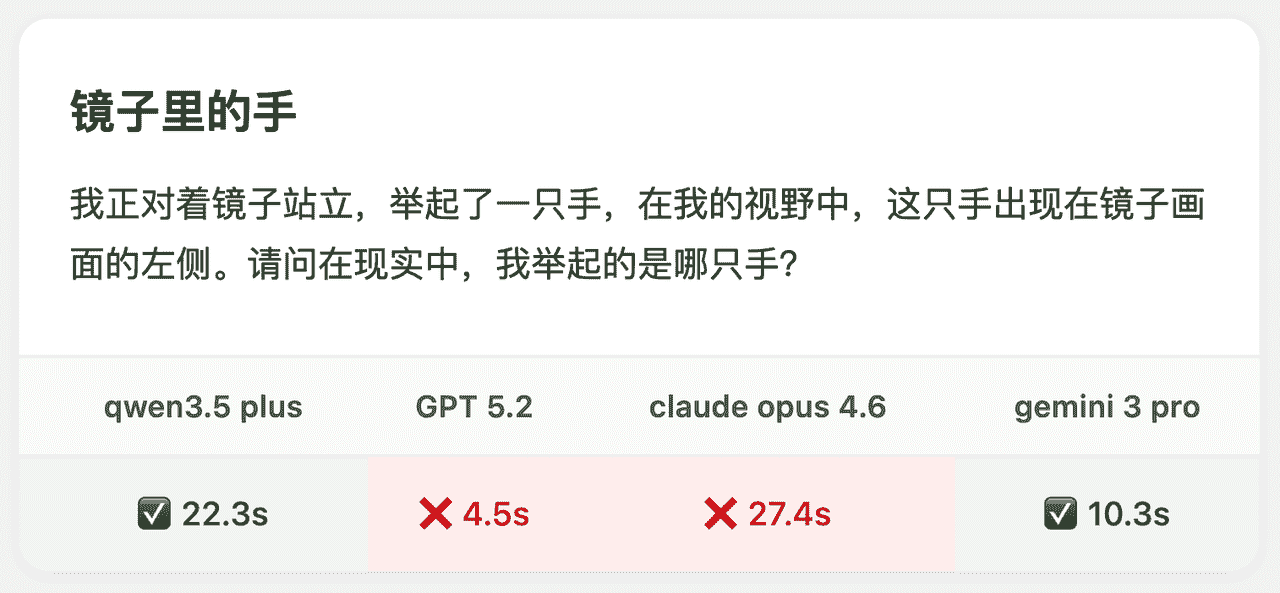 镜子里的手
我正对着镜子站立，举起了一只手，在我的视野中，这只手出现在镜子画
面的左侧。请问在现实中，我举起的是哪只手？
qwen3.5 plus GPT 5.2 claude opus 4.6 gemini 3 pro
✅ 22.3s ❌ 4.5s ❌ 27.4s ✅ 10.3s